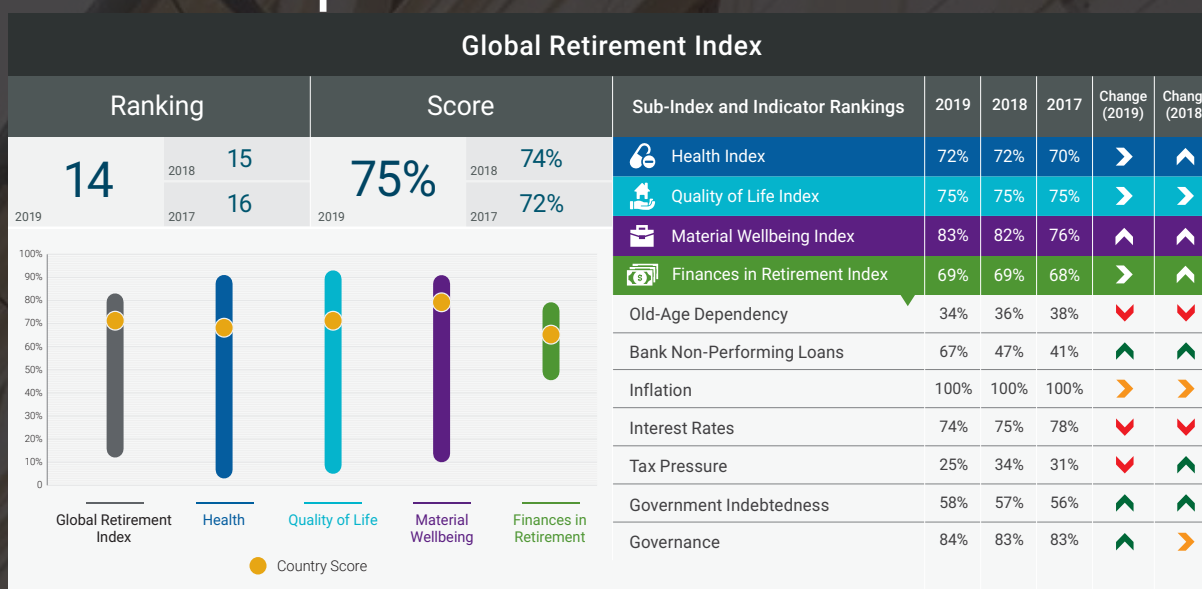 Global Retirement Index
Ranking
Score
14
2019
2018
15
2017
16
75%
2019
2018
74%
2017
72%
100%
90%
80%
70%
60%
50%
40%
30%
20%
10%
0
Global Retirement
Index
Health
Quality of Life
Material
Wellbeing
Finances in
Retirement
Country Score
Sub-Index and Indicator Rankings 2019 2018 2017 Change (2019) Chang (2018
Health Index 72% 72% 70%
Quality of Life Index 75% 75% 75%
Material Wellbeing Index 83% 82% 76%
Finances in Retirement Index 69% 69% 68%
Old-Age Dependency 34% 36% 38%
Bank Non-Performing Loans 67% 47% 41%
Inflation 100% 100% 100%
Interest Rates 74% 75% 78%
Tax Pressure 25% 34% 31%
Government Indebtedness 58% 57% 56%
Governance 84% 83% 83%